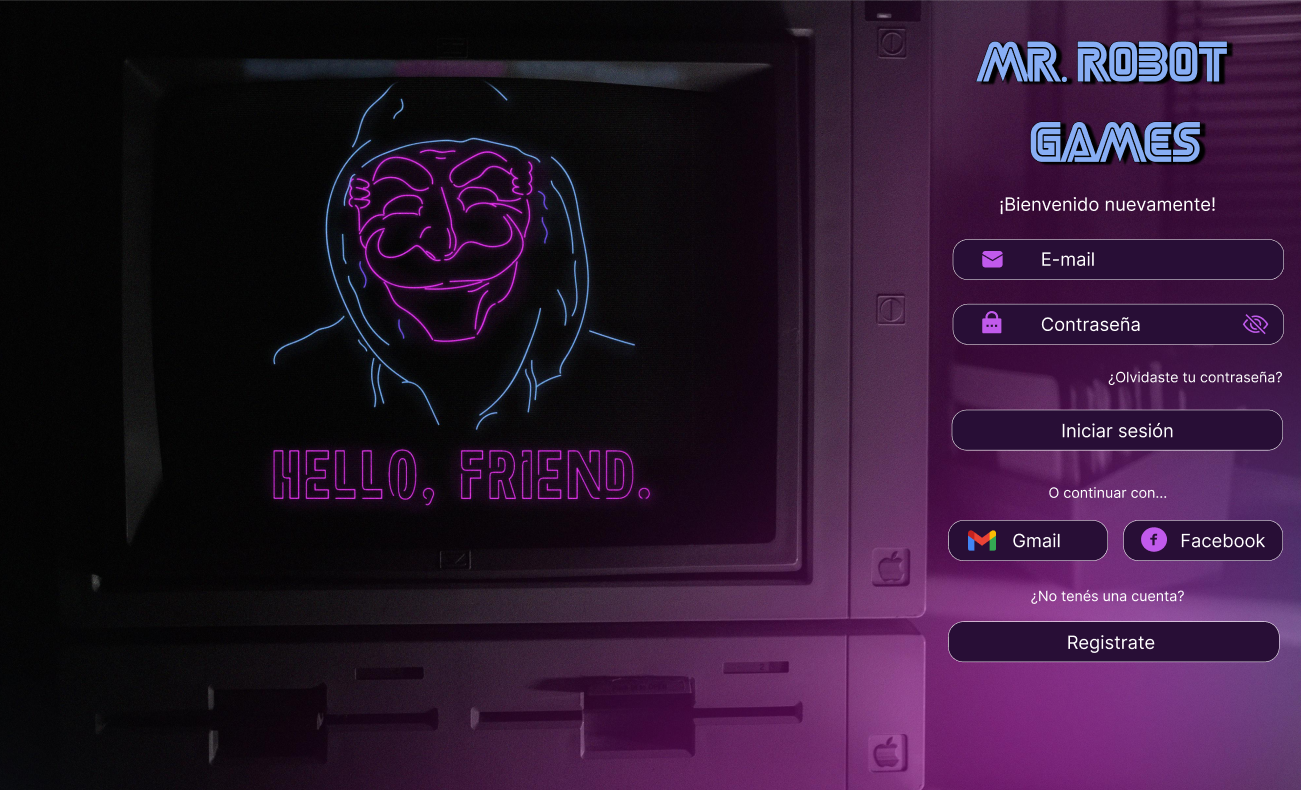 HELLO, FRIEND.
MR. ROBOT
GAMES
¡Bienvenido nuevamente!
E-mail
Contraseña
¿Olvidaste tu contraseña?
Iniciar sesión
O continuar con...
Gmail
Facebook
¿No tenés una cuenta?
Registrate